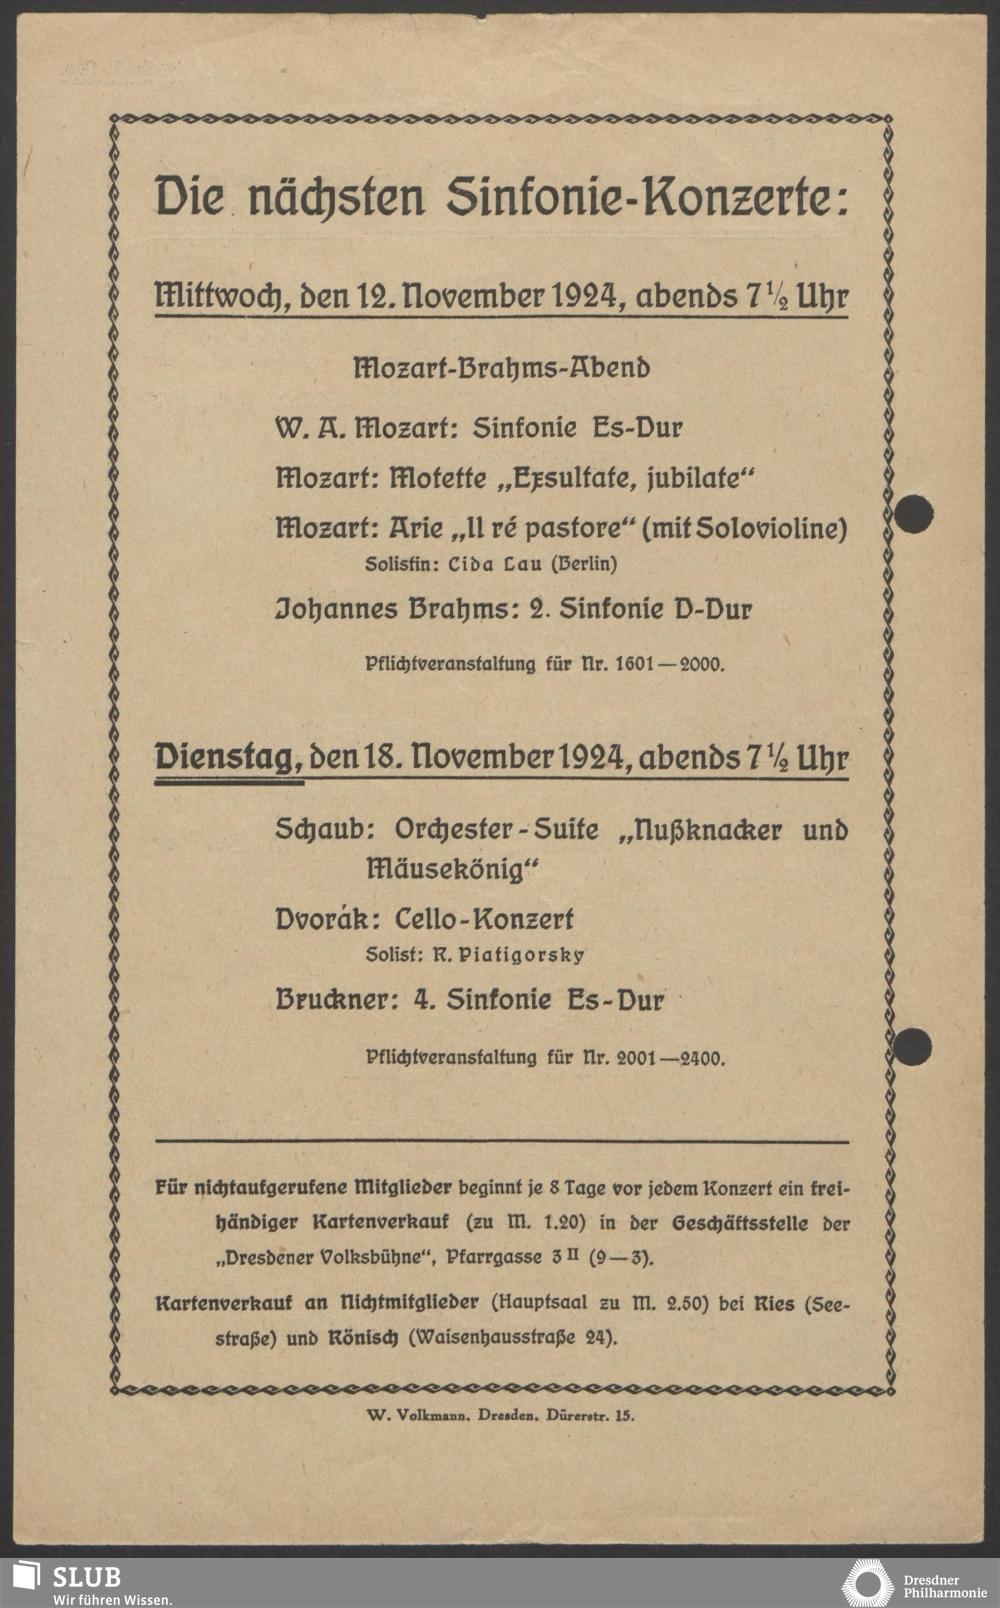 Die nächsten Sinfonie-Konzerte:
Mittwoch, den 12. November 1924, abends 7½ Uhr
Mozart-Brahms-Abend
W. A. Mozart: Sinfonie Es-Dur
Mozart: Motette „Exsultate, jubilate“
Mozart: Arie „Il ré pastore“ (mit Solovioline)
Solistin: Cida Lau (Berlin)
Johannes Brahms: 2. Sinfonie D-Dur
Pflichtveranstaltung für Nr. 1601—2000.
Dienstag, den 18. November 1924, abends 7½ Uhr
Schaub: Orchester-Suite „Nußknacker und
Mäusekönig“
Dvorák: Cello-Konzert
Solist: R. Piatigorsky
Bruckner: 4. Sinfonie Es-Dur
Pflichtveranstaltung für Nr. 2001—2400.
Für nichtaufgerufene Mitglieder beginnt je 8 Tage vor jedem Konzert ein frei-
händiger Kartenverkauf (zu M. 1.20) in der Geschäftsstelle der
„Dresdener Volksbühne“, Pfarrgasse 3 II (9—3).
Kartenverkauf an Nichtmitglieder (Hauptsaal zu M. 2.50) bei Ries (See-
straße) und Rönisch (Waisenhausstraße 24).
W. Volkmann, Dresden, Dürerstr. 15.
SLUB
Wir führen Wissen.
Dresdner
Philharmonie